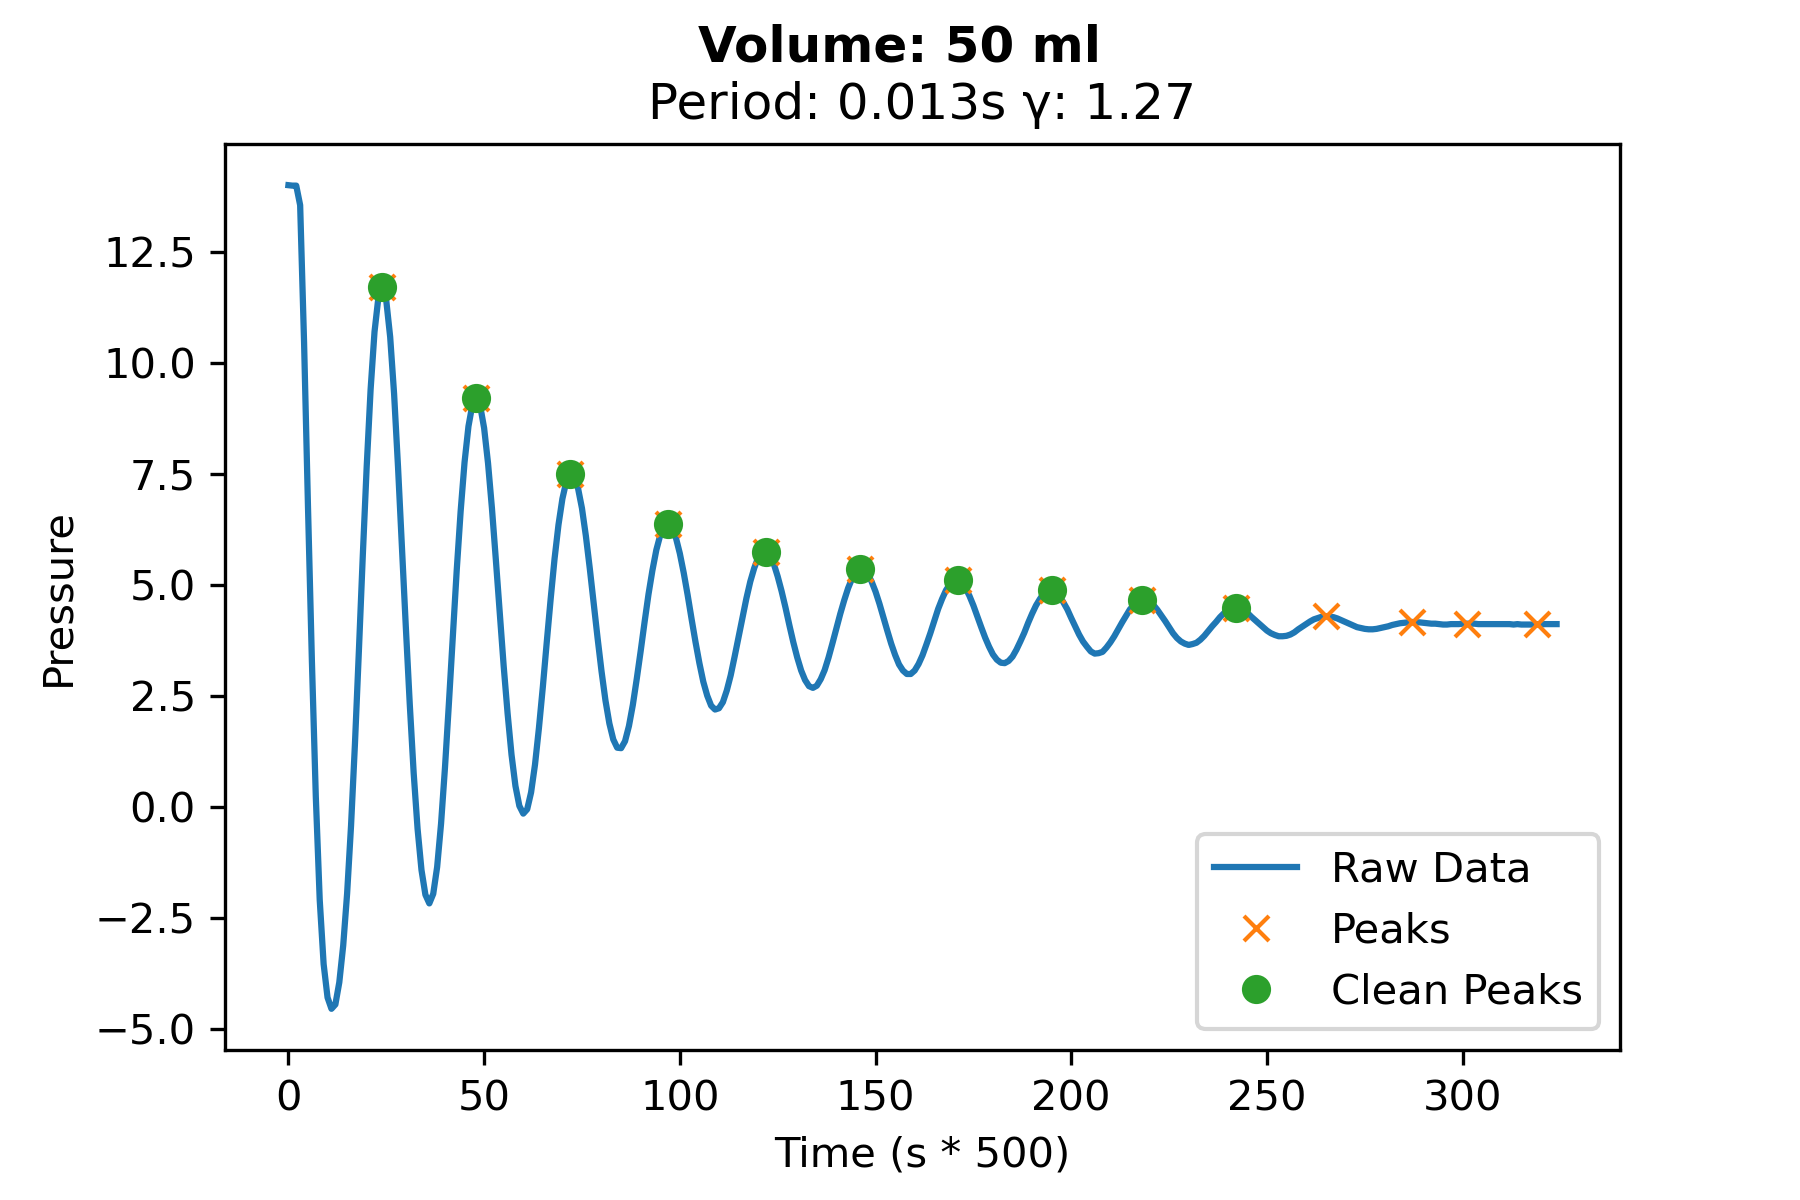 Volume: 50 ml
Period: 0.013s γ: 1.27
Pressure
12.5
10.0
7.5
5.0
2.5
0.0
−2.5
−5.0
Raw Data
Peaks
Clean Peaks
0 50 100 150 200 250 300
Time (s * 500)